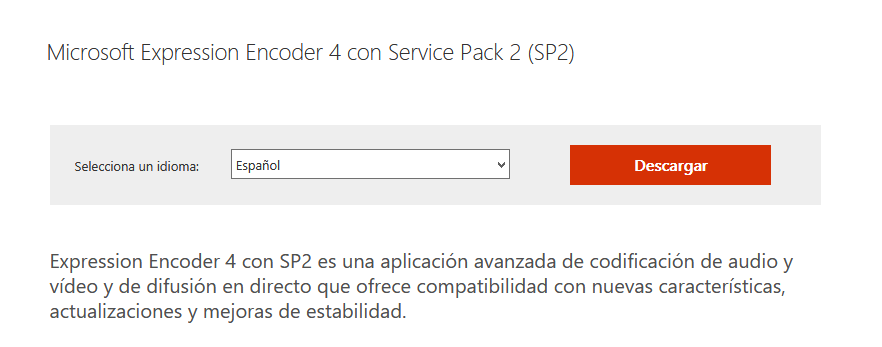 Microsoft Expression Encoder 4 con Service Pack 2 (SP2)
Selecciona un idioma: Español Descargar
Expression Encoder 4 con SP2 es una aplicación avanzada de codificación de audio y
vídeo y de difusión en directo que ofrece compatibilidad con nuevas características,
actualizaciones y mejoras de estabilidad.